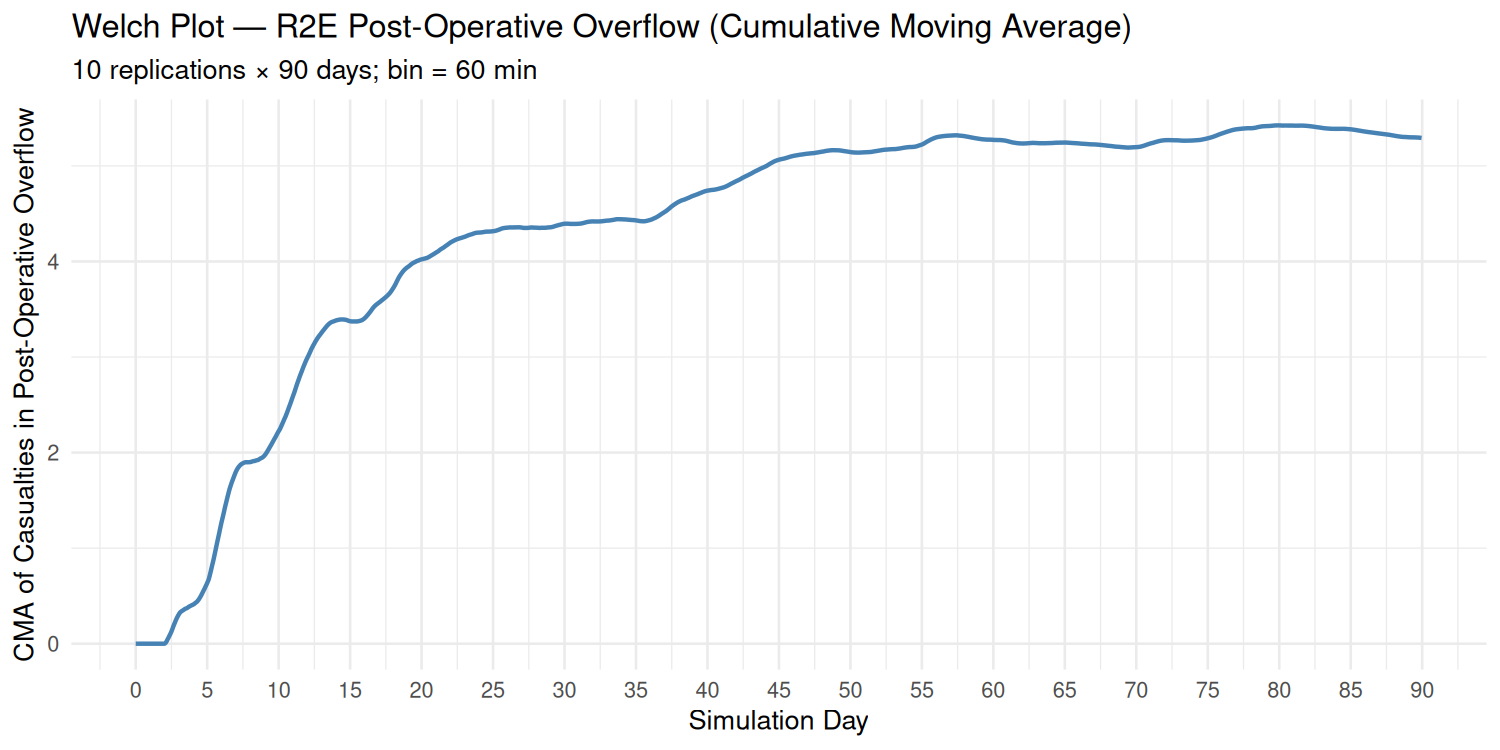 Welch Plot — R2E Post-Operative Overflow (Cumulative Moving Average)
10 replications × 90 days; bin = 60 min
CMA of Casualties in Post-Operative Overflow
4
2
0
0 5 10 15 20 25 30 35 40 45 50 55 60 65 70 75 80 85 90
Simulation Day